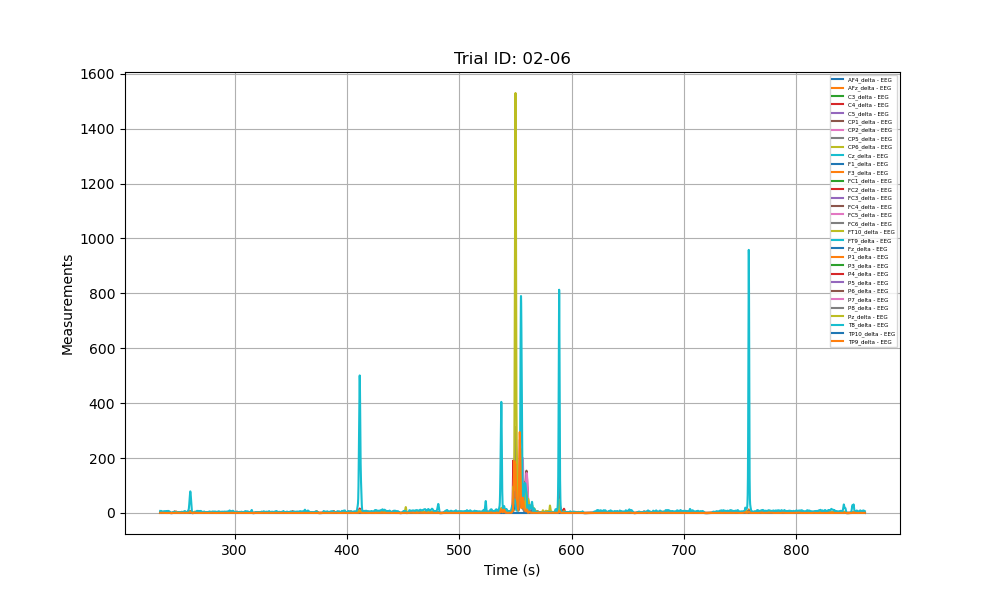 Trial ID: 02-06
Measurements
1600
1400
1200
1000
800
600
400
200
0
300
400
500
600
700
800
Time (s)
AF4_delta - EEG
AFz_delta - EEG
C3_delta - EEG
C4_delta - EEG
C5_delta - EEG
CP1_delta - EEG
CP2_delta - EEG
CP5_delta - EEG
CP6_delta - EEG
Cz_delta - EEG
F1_delta - EEG
F3_delta - EEG
FC1_delta - EEG
FC2_delta - EEG
FC3_delta - EEG
FC4_delta - EEG
FC5_delta - EEG
FC6_delta - EEG
FT10_delta - EEG
FT9_delta - EEG
Fz_delta - EEG
P1_delta - EEG
P3_delta - EEG
P4_delta - EEG
P5_delta - EEG
P6_delta - EEG
P7_delta - EEG
P8_delta - EEG
Pz_delta - EEG
T8_delta - EEG
TP10_delta - EEG
TP9_delta - EEG